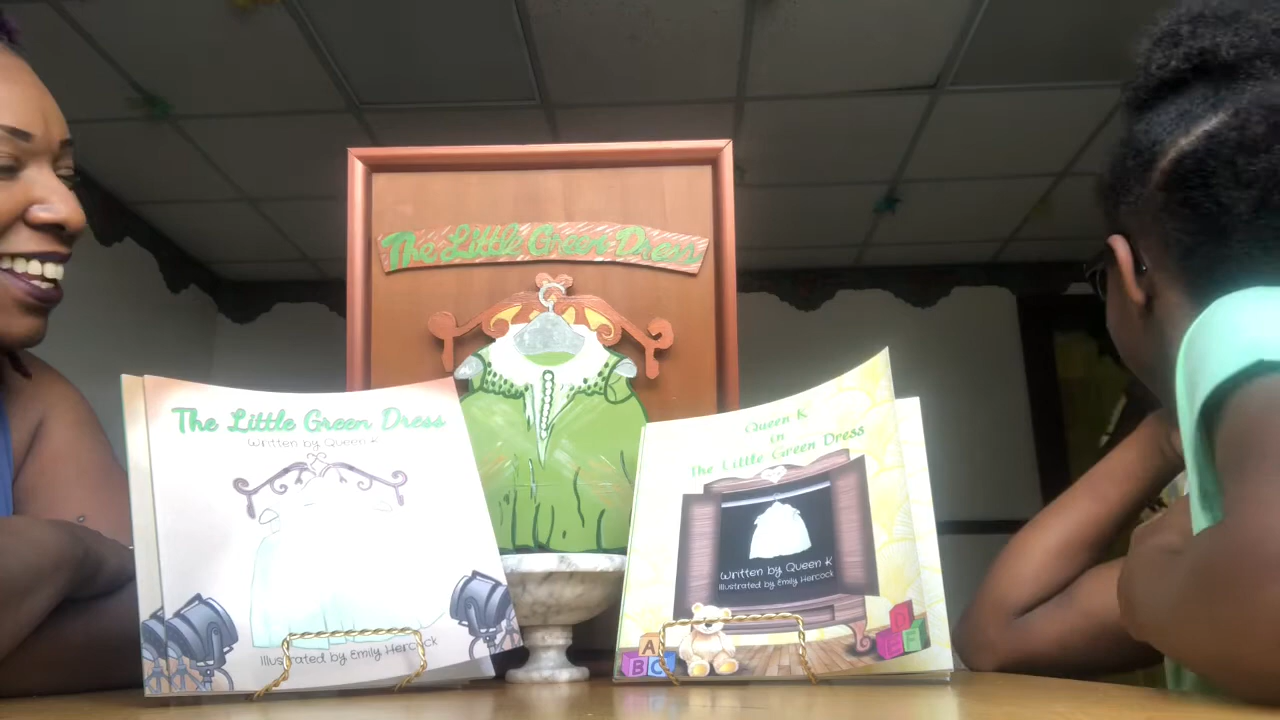 The Little Green Dress
The Little Green Dress
Written by Queen K
Illustrated by Emily Hercock
Queen K
in
The Little Green Dress
Written by Queen K
Illustrated by Emily Hercock
A
B C
D
E F